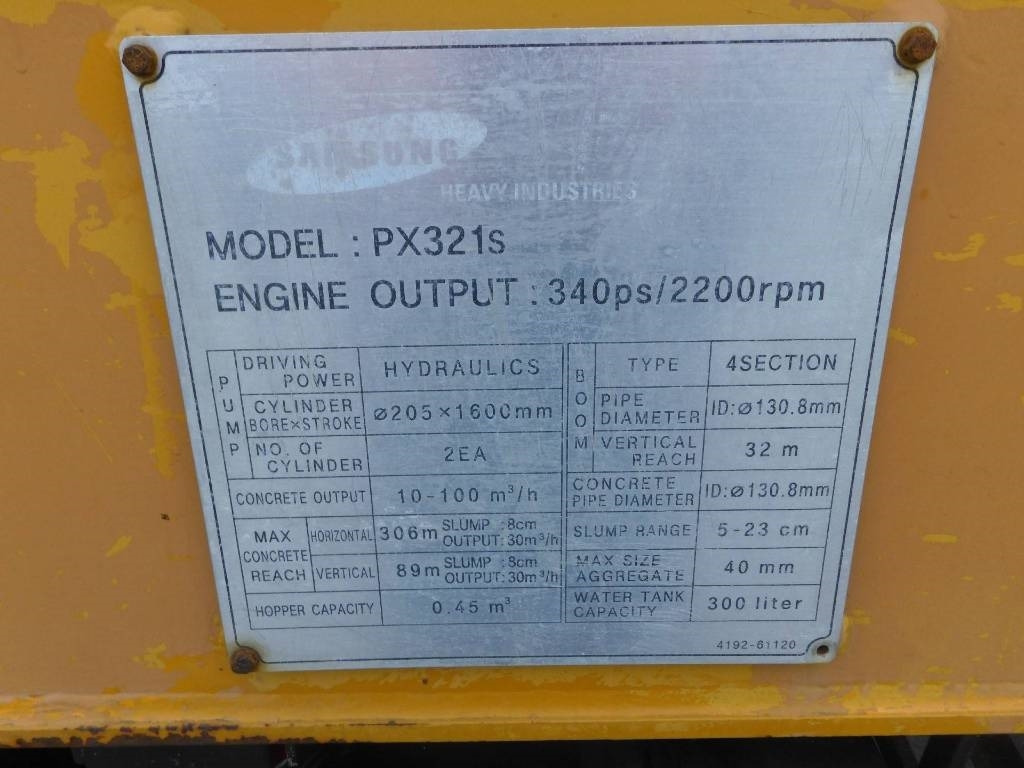 SAMSUNG
HEAVY INDUSTRIES
MODEL : PX321s
ENGINE OUTPUT : 340ps/2200rpm
PUMP
DRIVING POWER HYDRAULICS
CYLINDER BORE×STROKE ⌀205×1600mm
NO. OF CYLINDER 2EA
CONCRETE OUTPUT 10-100 m³/h
MAX CONCRETE REACH
HORIZONTAL 306m SLUMP :8cm OUTPUT:30m³/h
VERTICAL 89m SLUMP :8cm OUTPUT:30m³/h
HOPPER CAPACITY 0.45 m³
BOOM
TYPE 4SECTION
PIPE DIAMETER ID:⌀130.8mm
VERTICAL REACH 32 m
CONCRETE PIPE DIAMETER ID:⌀130.8mm
SLUMP RANGE 5-23 cm
MAX SIZE AGGREGATE 40 mm
WATER TANK CAPACITY 300 liter
4192-61120